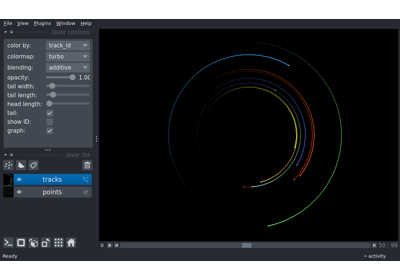 File View Plugins Window Help
layer controls
color by: track_id
colormap: turbo
blending: additive
opacity: 1.00
tail width:
tail length:
head length:
tail:
show ID:
graph:
layer list
tracks
points
0 50 99
Ready activity